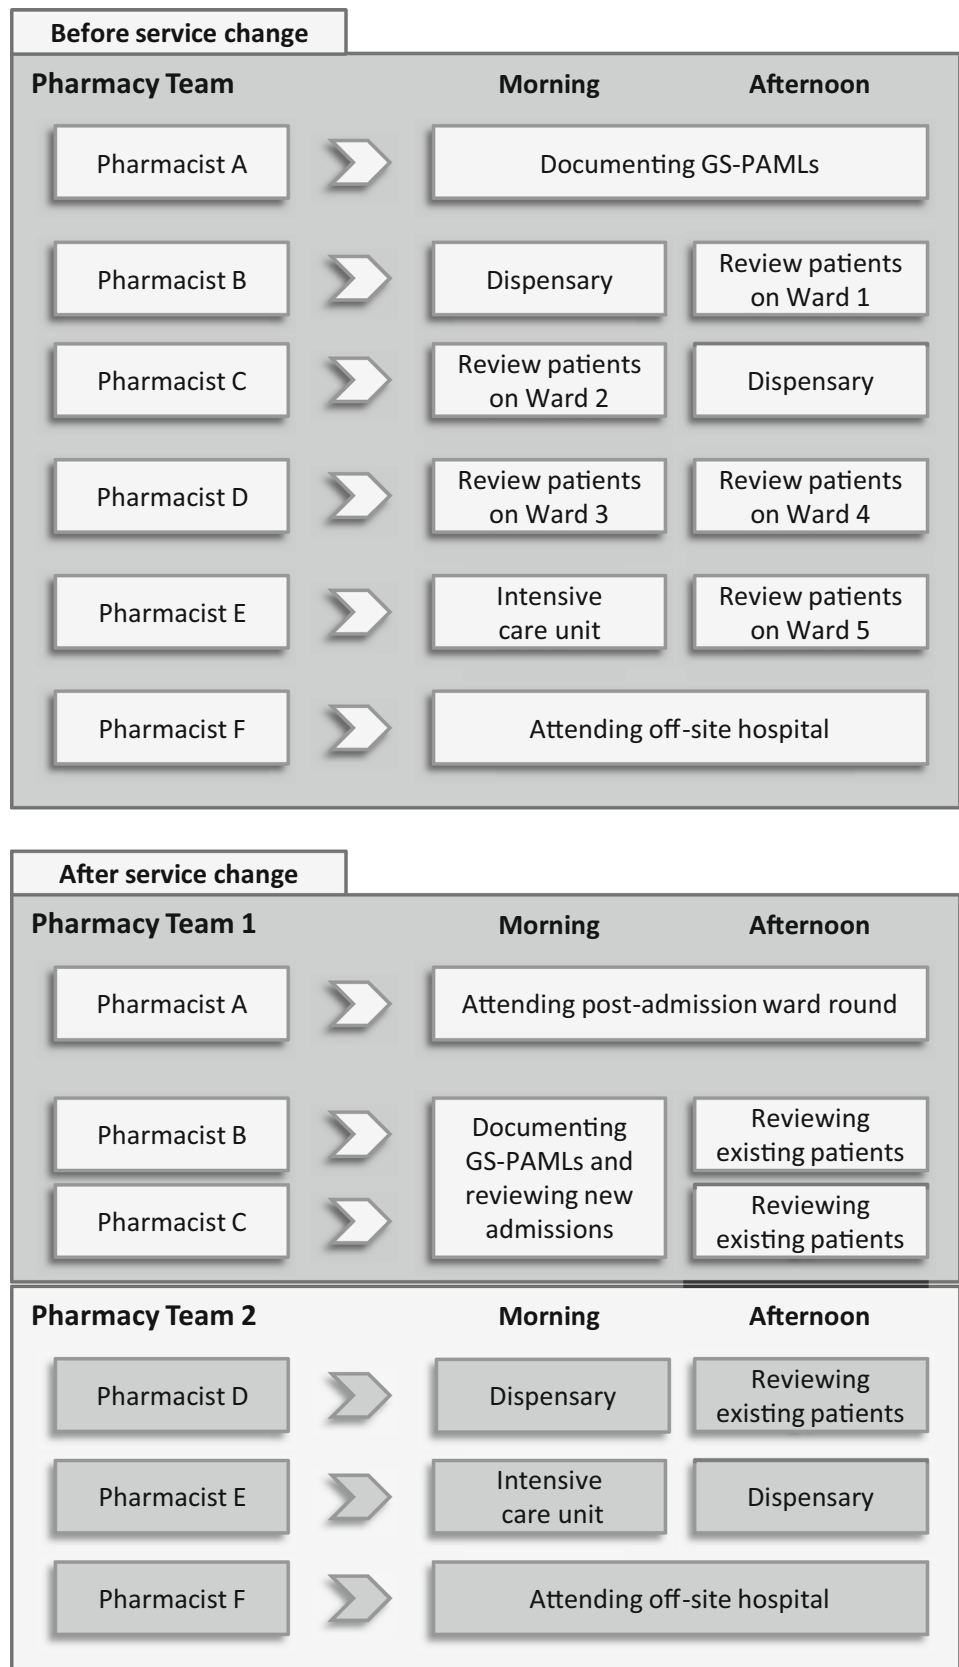 Before service change
Pharmacy Team Morning Afternoon
Pharmacist A Documenting GS-PAMLs
Pharmacist B Dispensary Review patients
on Ward 1
Pharmacist C Review patients
on Ward 2 Dispensary
Pharmacist D Review patients
on Ward 3 Review patients
on Ward 4
Pharmacist E Intensive
care unit Review patients
on Ward 5
Pharmacist F Attending off-site hospital
After service change
Pharmacy Team 1 Morning Afternoon
Pharmacist A Attending post-admission ward round
Pharmacist B Documenting
GS-PAMLs and
reviewing new
admissions Reviewing
existing patients
Pharmacist C Reviewing
existing patients
Pharmacy Team 2 Morning Afternoon
Pharmacist D Dispensary Reviewing
existing patients
Pharmacist E Intensive
care unit Dispensary
Pharmacist F Attending off-site hospital